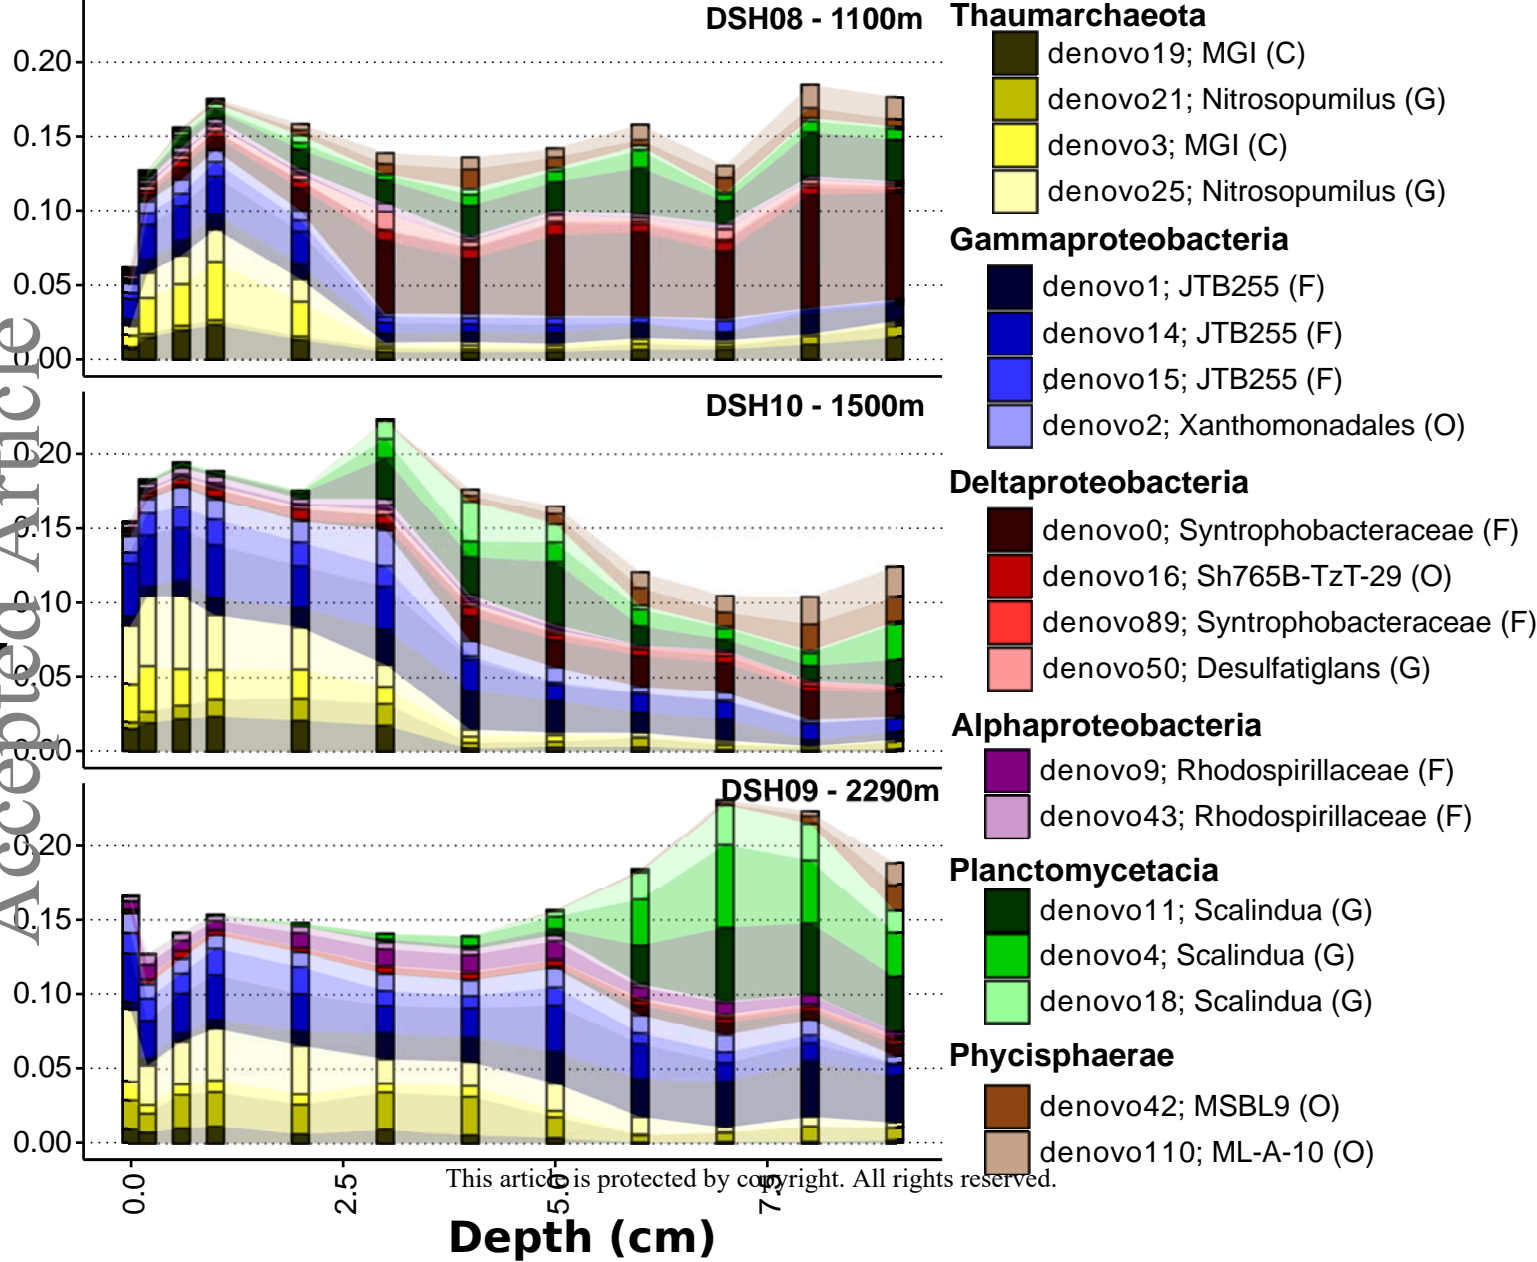 DSH08 - 1100m
0.20
0.15
0.10
0.05
0.00
DSH10 - 1500m
0.20
0.15
0.10
0.05
0.00
DSH09 - 2290m
0.20
0.15
0.10
0.05
0.00
0.0
2.5
5.0
7.5
Depth (cm)
Thaumarchaeota
denovo19; MGI (C)
denovo21; Nitrosopumilus (G)
denovo3; MGI (C)
denovo25; Nitrosopumilus (G)
Gammaproteobacteria
denovo1; JTB255 (F)
denovo14; JTB255 (F)
denovo15; JTB255 (F)
denovo2; Xanthomonadales (O)
Deltaproteobacteria
denovo0; Syntrophobacteraceae (F)
denovo16; Sh765B-TzT-29 (O)
denovo89; Syntrophobacteraceae (F)
denovo50; Desulfatiglans (G)
Alphaproteobacteria
denovo9; Rhodospirillaceae (F)
denovo43; Rhodospirillaceae (F)
Planctomycetacia
denovo11; Scalindua (G)
denovo4; Scalindua (G)
denovo18; Scalindua (G)
Phycisphaerae
denovo42; MSBL9 (O)
denovo110; ML-A-10 (O)
Accepted Article
This article is protected by copyright. All rights reserved.